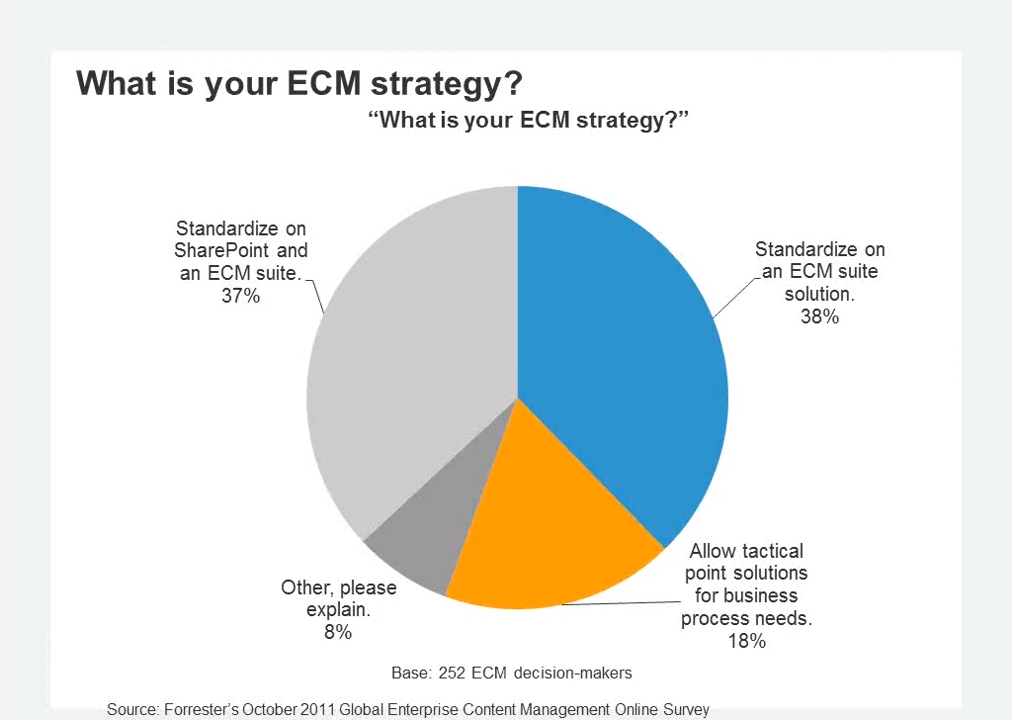 What is your ECM strategy?
“What is your ECM strategy?”
Standardize on
SharePoint and
an ECM suite.
37%
Standardize on
an ECM suite
solution.
38%
Allow tactical
point solutions
for business
process needs.
18%
Other, please
explain.
8%
Base: 252 ECM decision-makers
Source: Forrester’s October 2011 Global Enterprise Content Management Online Survey